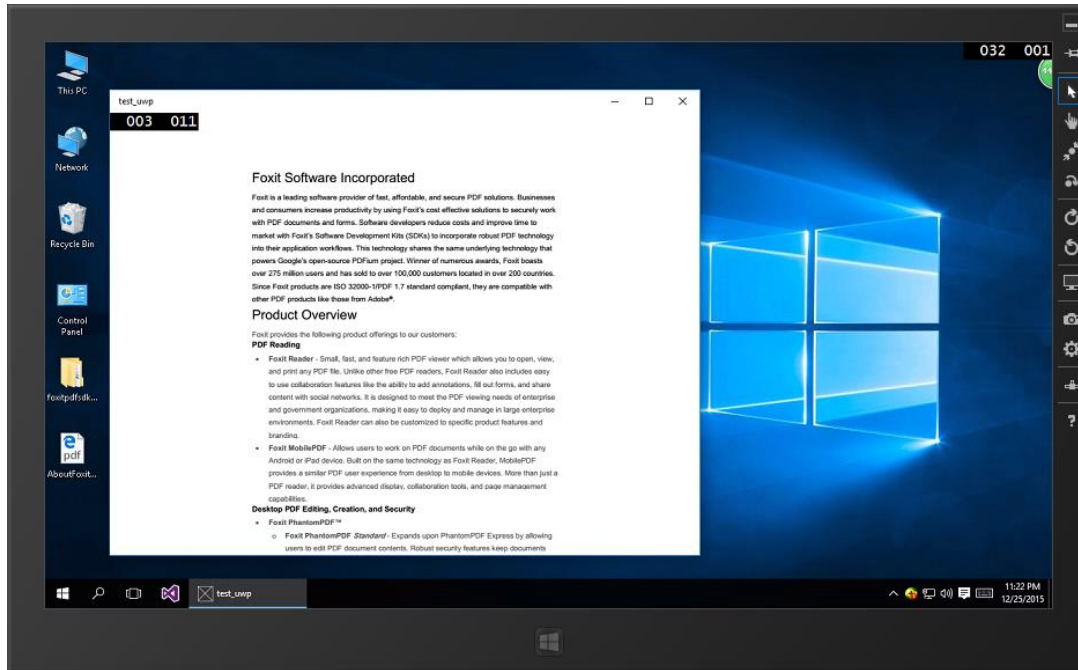 032 001
This PC
Network
Recycle Bin
Control
Panel
foxitpdfsdk...
pdf
AboutFoxit...
test_uwp
003 011
Foxit Software Incorporated
Foxit is a leading software provider of fast, affordable, and secure PDF solutions. Businesses
and consumers increase productivity by using Foxit's cost effective solutions to securely work
with PDF documents and forms. Software developers reduce costs and improve time to
market with Foxit's Software Development Kits (SDKs) to incorporate robust PDF technology
into their application workflows. This technology shares the same underlying technology that
powers Google's open-source PDFium project. Winner of numerous awards, Foxit boasts
over 275 million users and has sold to over 100,000 customers located in over 200 countries.
Since Foxit products are ISO 32000-1/PDF 1.7 standard compliant, they are compatible with
other PDF products like those from Adobe®.
Product Overview
Foxit provides the following product offerings to our customers:
PDF Reading
• Foxit Reader - Small, fast, and feature rich PDF viewer which allows you to open, view,
and print any PDF file. Unlike other free PDF readers, Foxit Reader also includes easy
to use collaboration features like the ability to add annotations, fill out forms, and share
content with social networks. It is designed to meet the PDF viewing needs of enterprise
and government organizations, making it easy to deploy and manage in large enterprise
environments. Foxit Reader can also be customized to specific product features and
branding.
• Foxit MobilePDF - Allows users to work on PDF documents while on the go with any
Android or iPad device. Built on the same technology as Foxit Reader, MobilePDF
provides a similar PDF user experience from desktop to mobile devices. More than just a
PDF reader, it provides advanced display, collaboration tools, and page management
capabilities.
Desktop PDF Editing, Creation, and Security
• Foxit PhantomPDF™
o Foxit PhantomPDF Standard - Expands upon PhantomPDF Express by allowing
users to edit PDF document contents. Robust security features keep documents
test_uwp
11:22 PM
12/25/2015